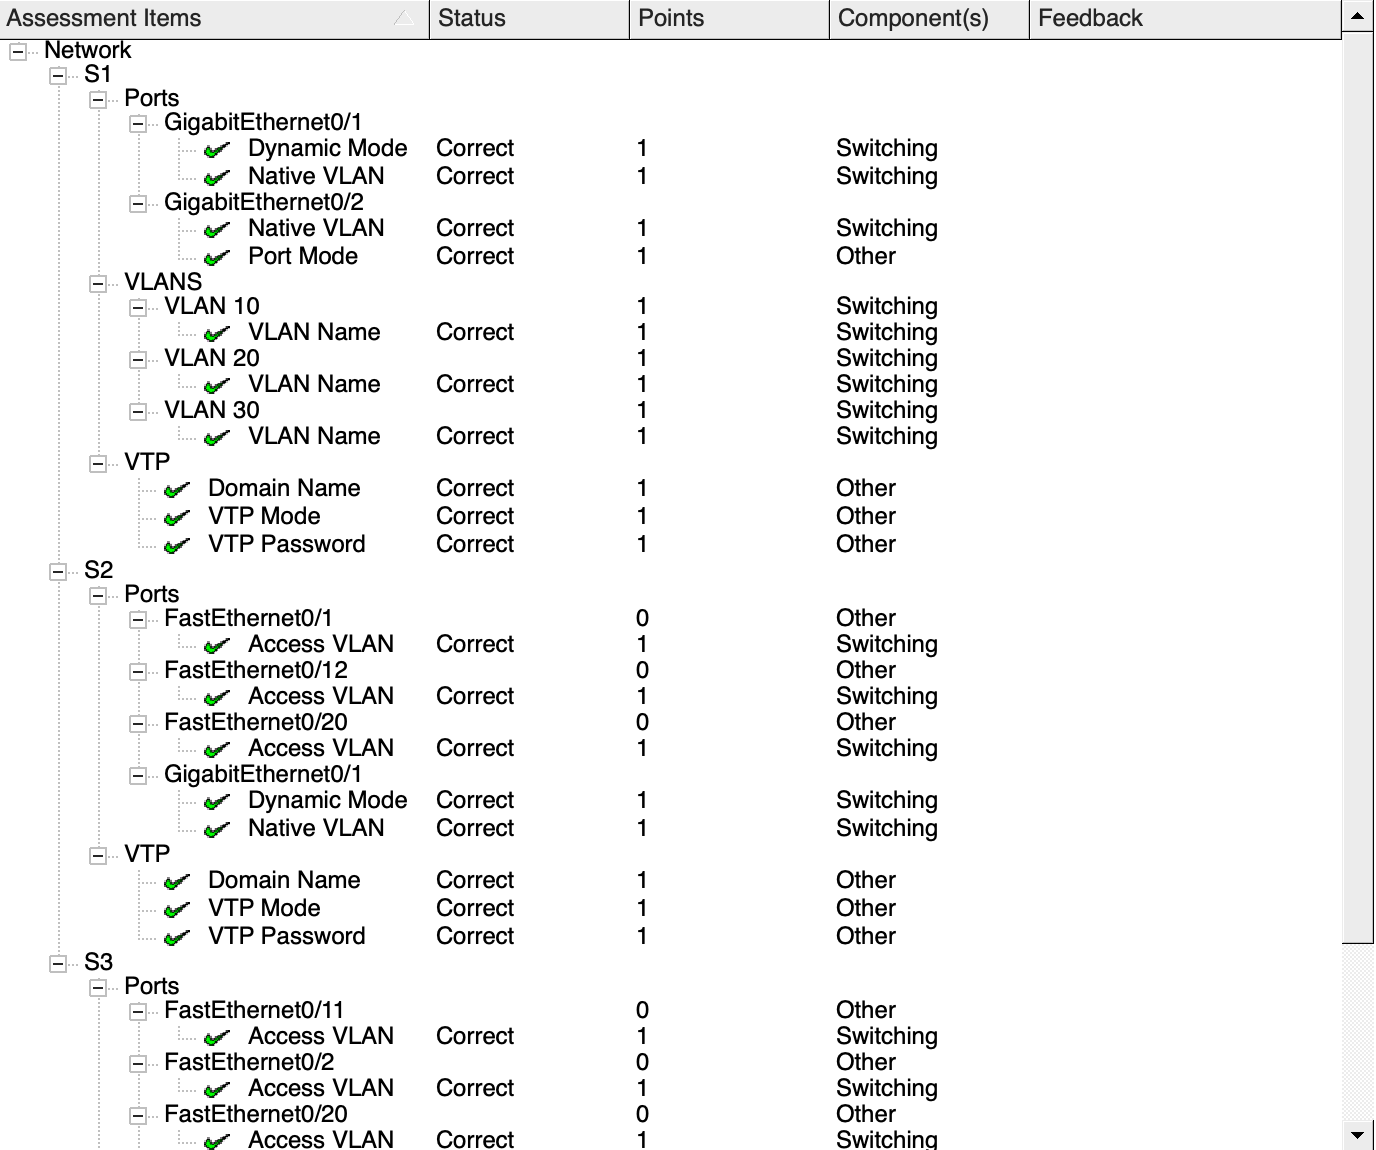 Assessment Items Status Points Component(s) Feedback
Network
S1
Ports
GigabitEthernet0/1
Dynamic Mode Correct 1 Switching
Native VLAN Correct 1 Switching
GigabitEthernet0/2
Native VLAN Correct 1 Switching
Port Mode Correct 1 Other
VLANS
VLAN 10 1 Switching
VLAN Name Correct 1 Switching
VLAN 20 1 Switching
VLAN Name Correct 1 Switching
VLAN 30 1 Switching
VLAN Name Correct 1 Switching
VTP
Domain Name Correct 1 Other
VTP Mode Correct 1 Other
VTP Password Correct 1 Other
S2
Ports
FastEthernet0/1 0 Other
Access VLAN Correct 1 Switching
FastEthernet0/12 0 Other
Access VLAN Correct 1 Switching
FastEthernet0/20 0 Other
Access VLAN Correct 1 Switching
GigabitEthernet0/1
Dynamic Mode Correct 1 Switching
Native VLAN Correct 1 Switching
VTP
Domain Name Correct 1 Other
VTP Mode Correct 1 Other
VTP Password Correct 1 Other
S3
Ports
FastEthernet0/11 0 Other
Access VLAN Correct 1 Switching
FastEthernet0/2 0 Other
Access VLAN Correct 1 Switching
FastEthernet0/20 0 Other
Access VLAN Correct 1 Switching